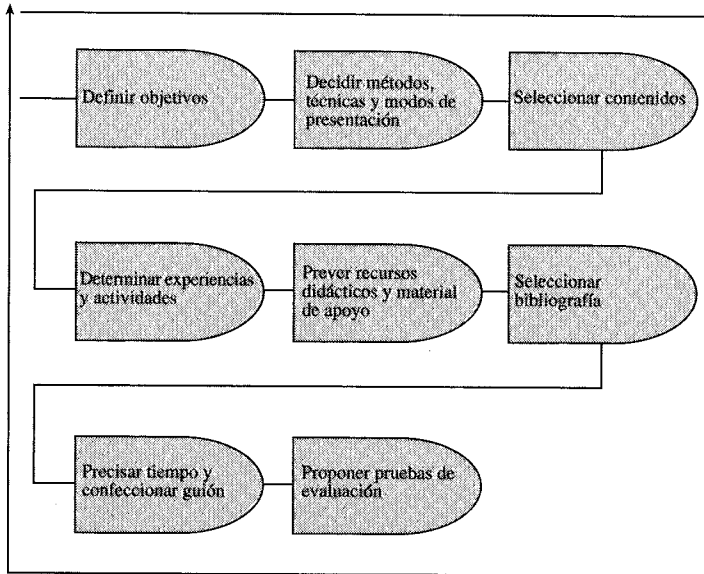 Definir objetivos
Decidir métodos,
técnicas y modos de
presentación
Seleccionar contenidos
Determinar experiencias
y actividades
Prever recursos
didácticos y material
de apoyo
Seleccionar
bibliografía
Precisar tiempo y
confeccionar guión
Proponer pruebas de
evaluación